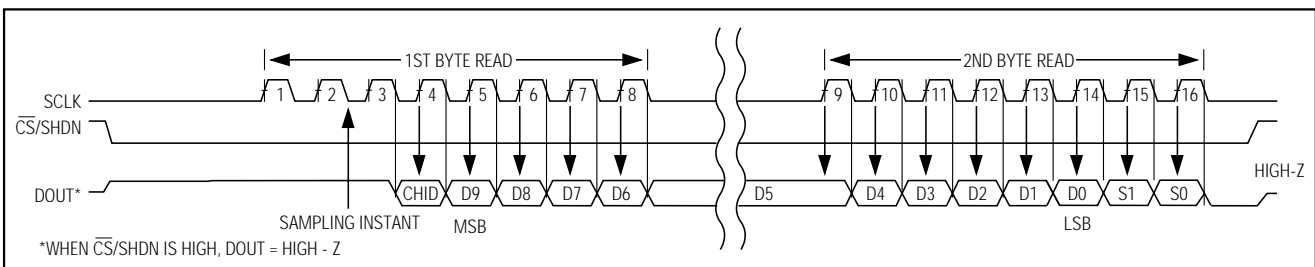 1ST BYTE READ 2ND BYTE READ
SCLK 1 2 3 4 5 6 7 8 9 10 11 12 13 14 15 16
CS/SHDN
HIGH-Z
DOUT* CHID D9 D8 D7 D6 D5 D4 D3 D2 D1 D0 S1 S0
SAMPLING INSTANT MSB LSB
*WHEN CS/SHDN IS HIGH, DOUT = HIGH - Z